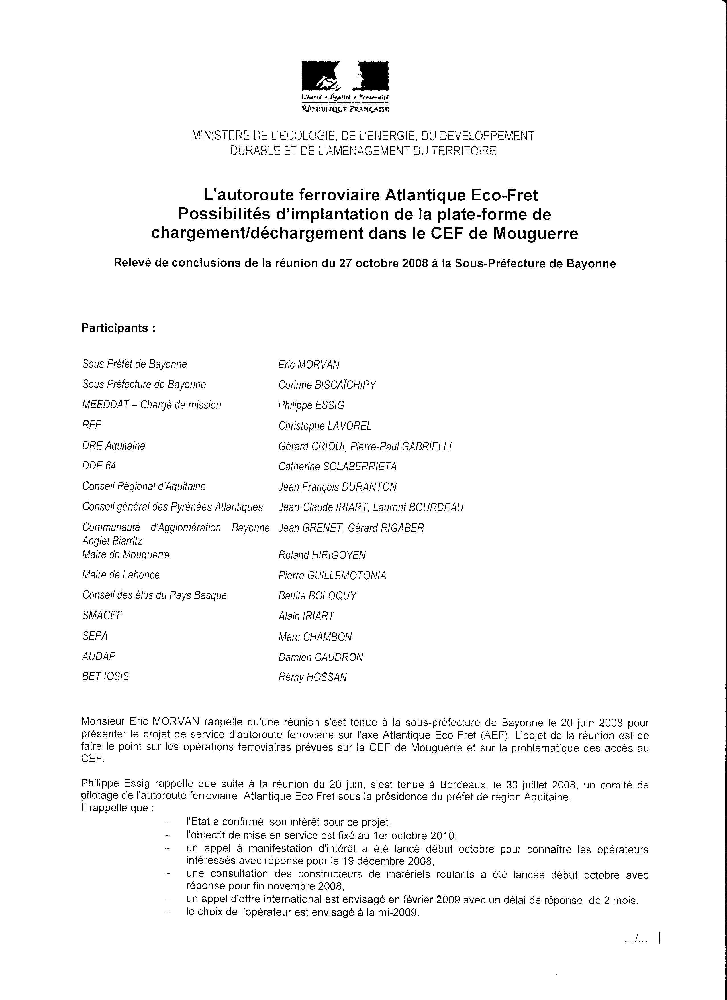 Liberté • Égalité • Fraternité
RÉPUBLIQUE FRANÇAISE
MINISTERE DE L'ECOLOGIE, DE L'ENERGIE, DU DEVELOPPEMENT
DURABLE ET DE L'AMENAGEMENT DU TERRITOIRE
L'autoroute ferroviaire Atlantique Eco-Fret
Possibilités d'implantation de la plate-forme de
chargement/déchargement dans le CEF de Mouguerre
Relevé de conclusions de la réunion du 27 octobre 2008 à la Sous-Préfecture de Bayonne
Participants :
Sous Préfet de Bayonne Eric MORVAN
Sous Préfecture de Bayonne Corinne BISCAÏCHIPY
MEEDDAT – Chargé de mission Philippe ESSIG
RFF Christophe LAVOREL
DRE Aquitaine Gérard CRIQUI, Pierre-Paul GABRIELLI
DDE 64 Catherine SOLABERRIETA
Conseil Régional d'Aquitaine Jean François DURANTON
Conseil général des Pyrénées Atlantiques Jean-Claude IRIART, Laurent BOURDEAU
Communauté d'Agglomération Bayonne Jean GRENET, Gérard RIGABER
Anglet Biarritz
Maire de Mouguerre Roland HIRIGOYEN
Maire de Lahonce Pierre GUILLEMOTONIA
Conseil des élus du Pays Basque Battita BOLOQUY
SMACEF Alain IRIART
SEPA Marc CHAMBON
AUDAP Damien CAUDRON
BET IOSIS Rémy HOSSAN
Monsieur Eric MORVAN rappelle qu'une réunion s'est tenue à la sous-préfecture de Bayonne le 20 juin 2008 pour
présenter le projet de service d'autoroute ferroviaire sur l'axe Atlantique Eco Fret (AEF). L'objet de la réunion est de
faire le point sur les opérations ferroviaires prévues sur le CEF de Mouguerre et sur la problématique des accès au
CEF.
Philippe Essig rappelle que suite à la réunion du 20 juin, s'est tenue à Bordeaux, le 30 juillet 2008, un comité de
pilotage de l'autoroute ferroviaire Atlantique Eco Fret sous la présidence du préfet de région Aquitaine.
Il rappelle que :
– l'Etat a confirmé son intérêt pour ce projet,
– l'objectif de mise en service est fixé au 1er octobre 2010,
– un appel à manifestation d'intérêt a été lancé début octobre pour connaître les opérateurs
intéressés avec réponse pour le 19 décembre 2008,
– une consultation des constructeurs de matériels roulants a été lancée début octobre avec
réponse pour fin novembre 2008,
– un appel d'offre international est envisagé en février 2009 avec un délai de réponse de 2 mois,
– le choix de l'opérateur est envisagé à la mi-2009.
.../...